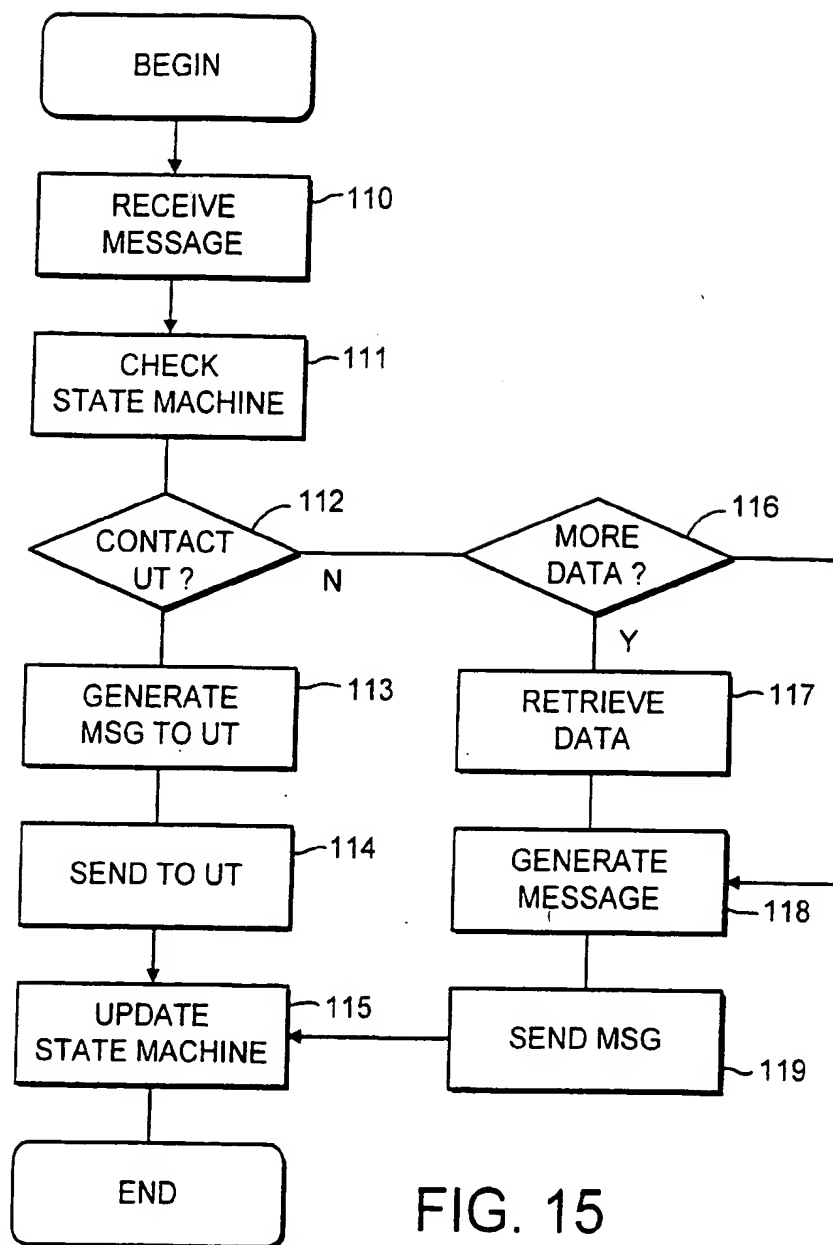 BEGIN
RECEIVE
MESSAGE
110
CHECK
STATE MACHINE
111
CONTACT
UT ?
112
N
MORE
DATA ?
116
Y
GENERATE
MSG TO UT
113
RETRIEVE
DATA
117
SEND TO UT
114
GENERATE
MESSAGE
118
UPDATE
STATE MACHINE
115
SEND MSG
119
END
FIG. 15